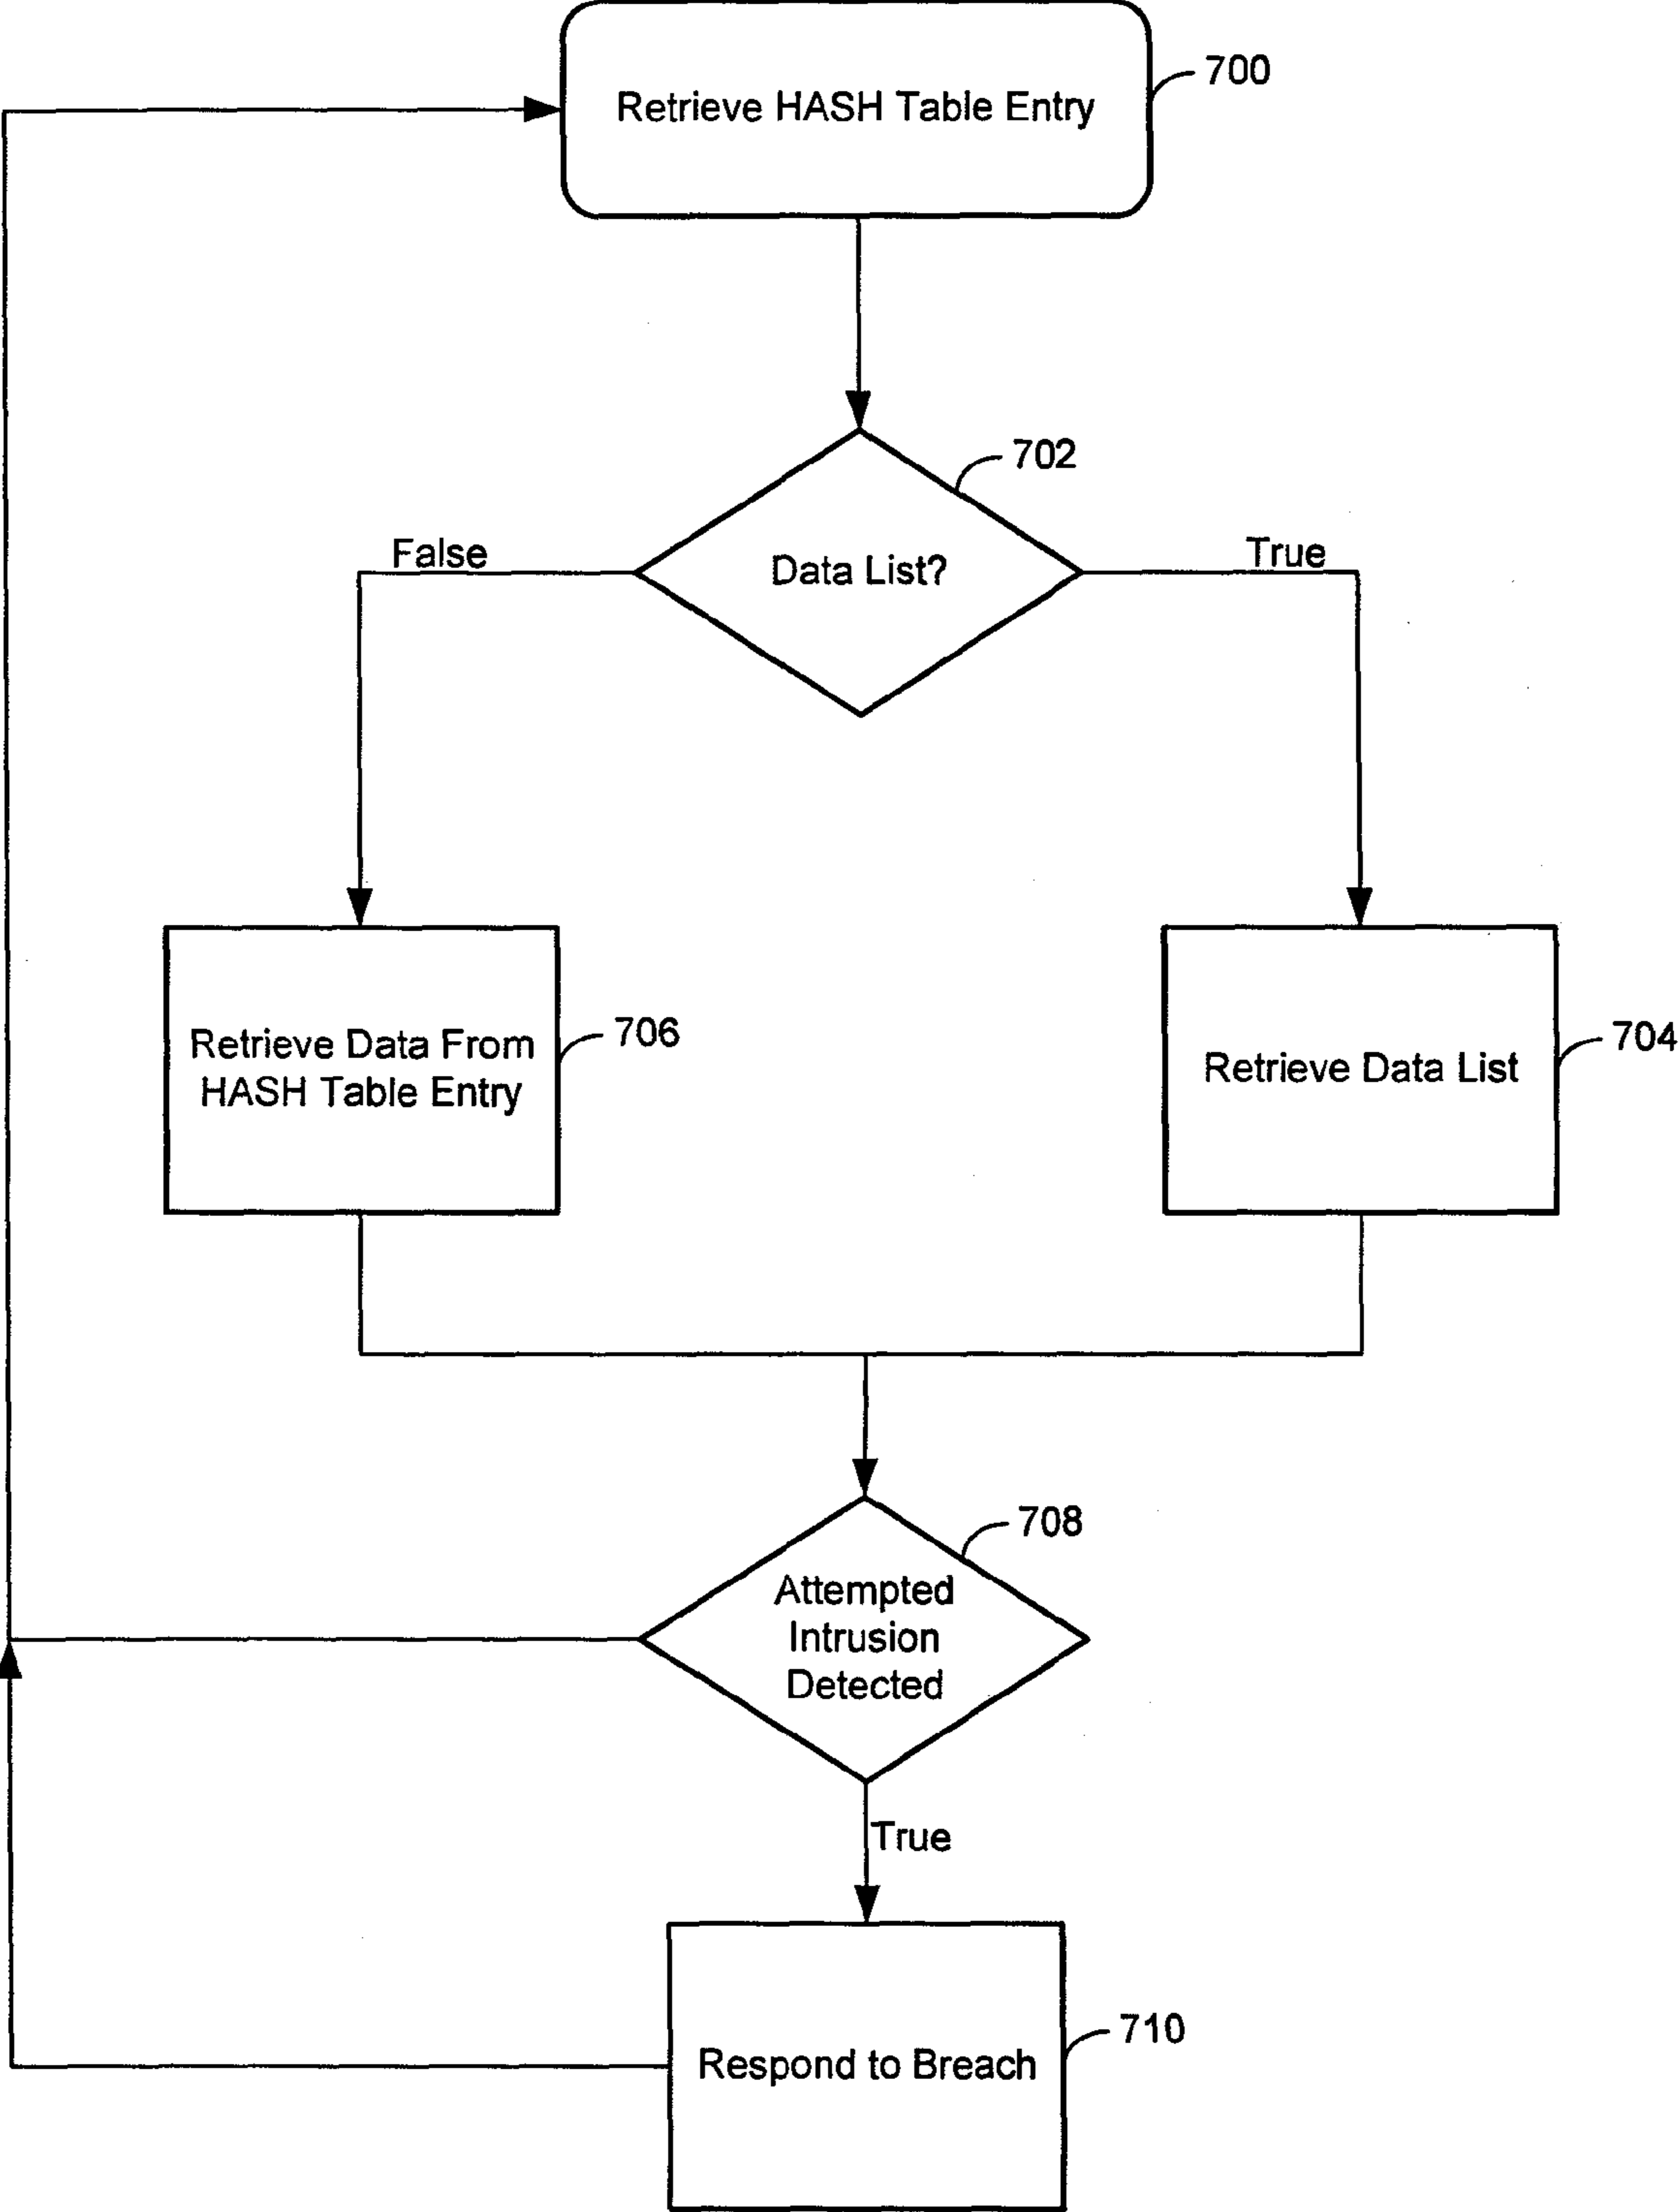 Retrieve HASH Table Entry
700
702
False
Data List?
True
Retrieve Data From
HASH Table Entry
706
Retrieve Data List
704
708
Attempted
Intrusion
Detected
True
Respond to Breach
710